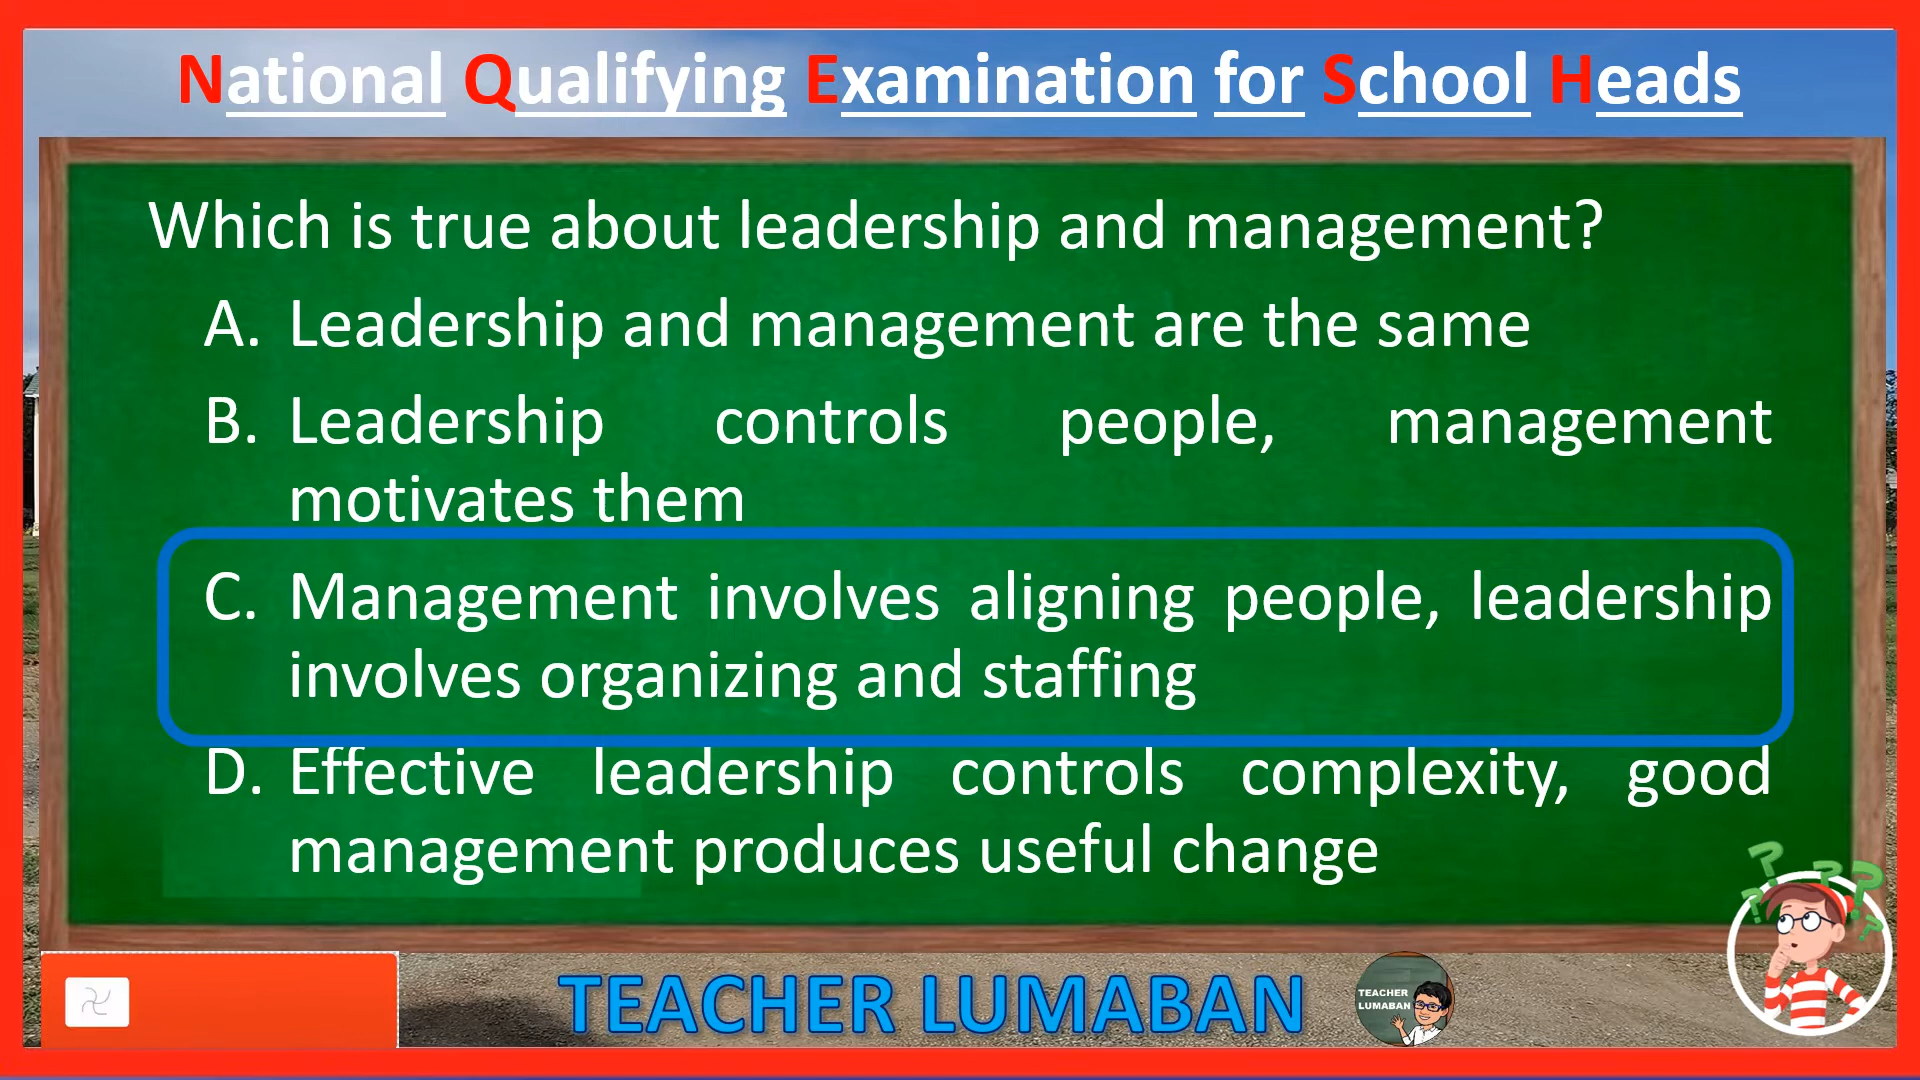 National Qualifying Examination for School Heads
Which is true about leadership and management?
A. Leadership and management are the same
B. Leadership controls people, management
motivates them
C. Management involves aligning people, leadership
involves organizing and staffing
D. Effective leadership controls complexity, good
management produces useful change
TEACHER LUMABAN
TEACHER
LUMABAN